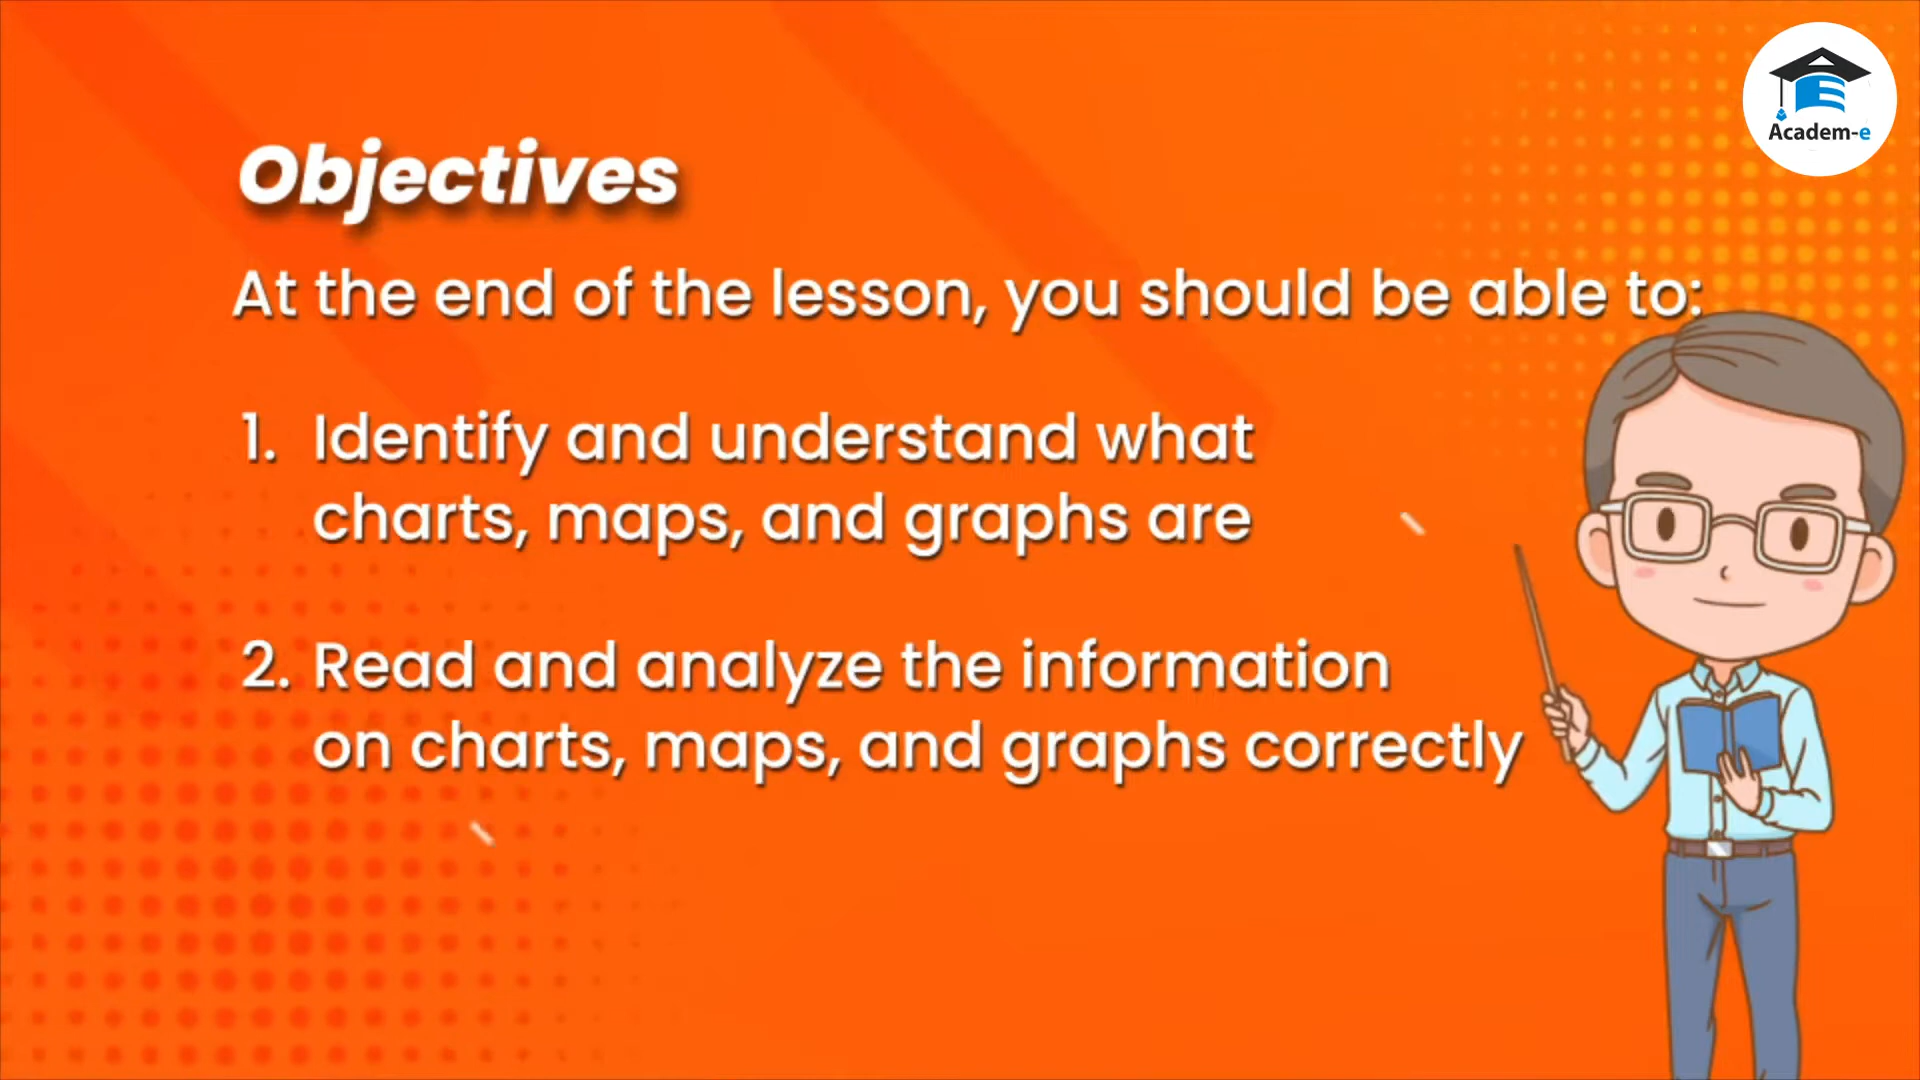 Academ-e
Objectives
At the end of the lesson, you should be able to:
1. Identify and understand what
charts, maps, and graphs are
2. Read and analyze the information
on charts, maps, and graphs correctly